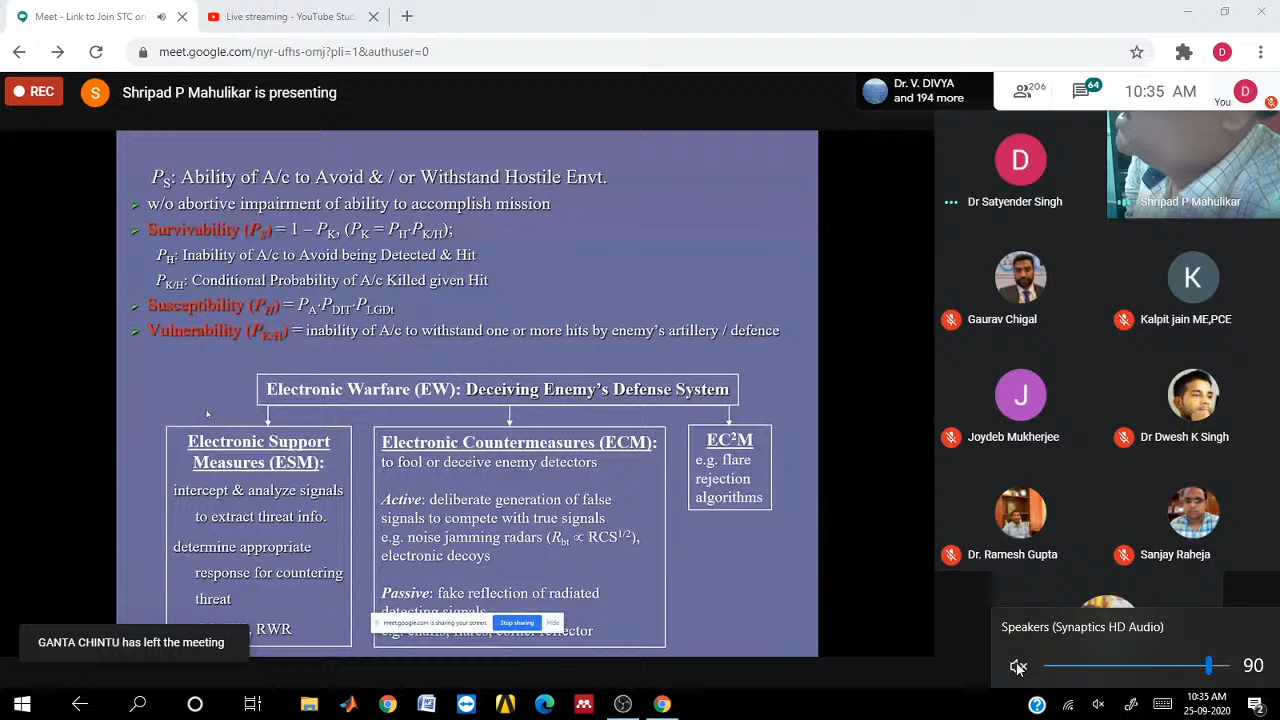 Meet - Link to Join STC on
Live streaming - YouTube Stud
meet.google.com/nyr-ufhs-omj?pli=1&authuser=0
D
REC
S
Shripad P Mahulikar is presenting
Dr. V. DIVYA
and 194 more
206
64
10:35 AM
You
D
PS: Ability of A/c to Avoid & / or Withstand Hostile Envt.
w/o abortive impairment of ability to accomplish mission
Survivability (PS) = 1 – PK, (PK = PH·PK/H);
PH: Inability of A/c to Avoid being Detected & Hit
PK/H: Conditional Probability of A/c Killed given Hit
Susceptibility (PH) = PA·PDIT·PLGDt
Vulnerability (PK/H) = inability of A/c to withstand one or more hits by enemy's artillery / defence
Electronic Warfare (EW): Deceiving Enemy's Defense System
Electronic Support
Measures (ESM):
intercept & analyze signals
to extract threat info.
determine appropriate
response for countering
threat
RWR
Electronic Countermeasures (ECM):
to fool or deceive enemy detectors
Active: deliberate generation of false
signals to compete with true signals
e.g. noise jamming radars (Rbt ∝ RCS1/2),
electronic decoys
Passive: fake reflection of radiated
detecting signals
reflector
EC2M
e.g. flare
rejection
algorithms
meet.google.com is sharing your screen.
Stop sharing
Hide
GANTA CHINTU has left the meeting
D
Dr Satyender Singh
Shripad P Mahulikar
Gaurav Chigal
K
Kalpit jain ME,PCE
J
Joydeb Mukherjee
Dr Dwesh K Singh
Dr. Ramesh Gupta
Sanjay Raheja
Speakers (Synaptics HD Audio)
90
10:35 AM
25-09-2020
2